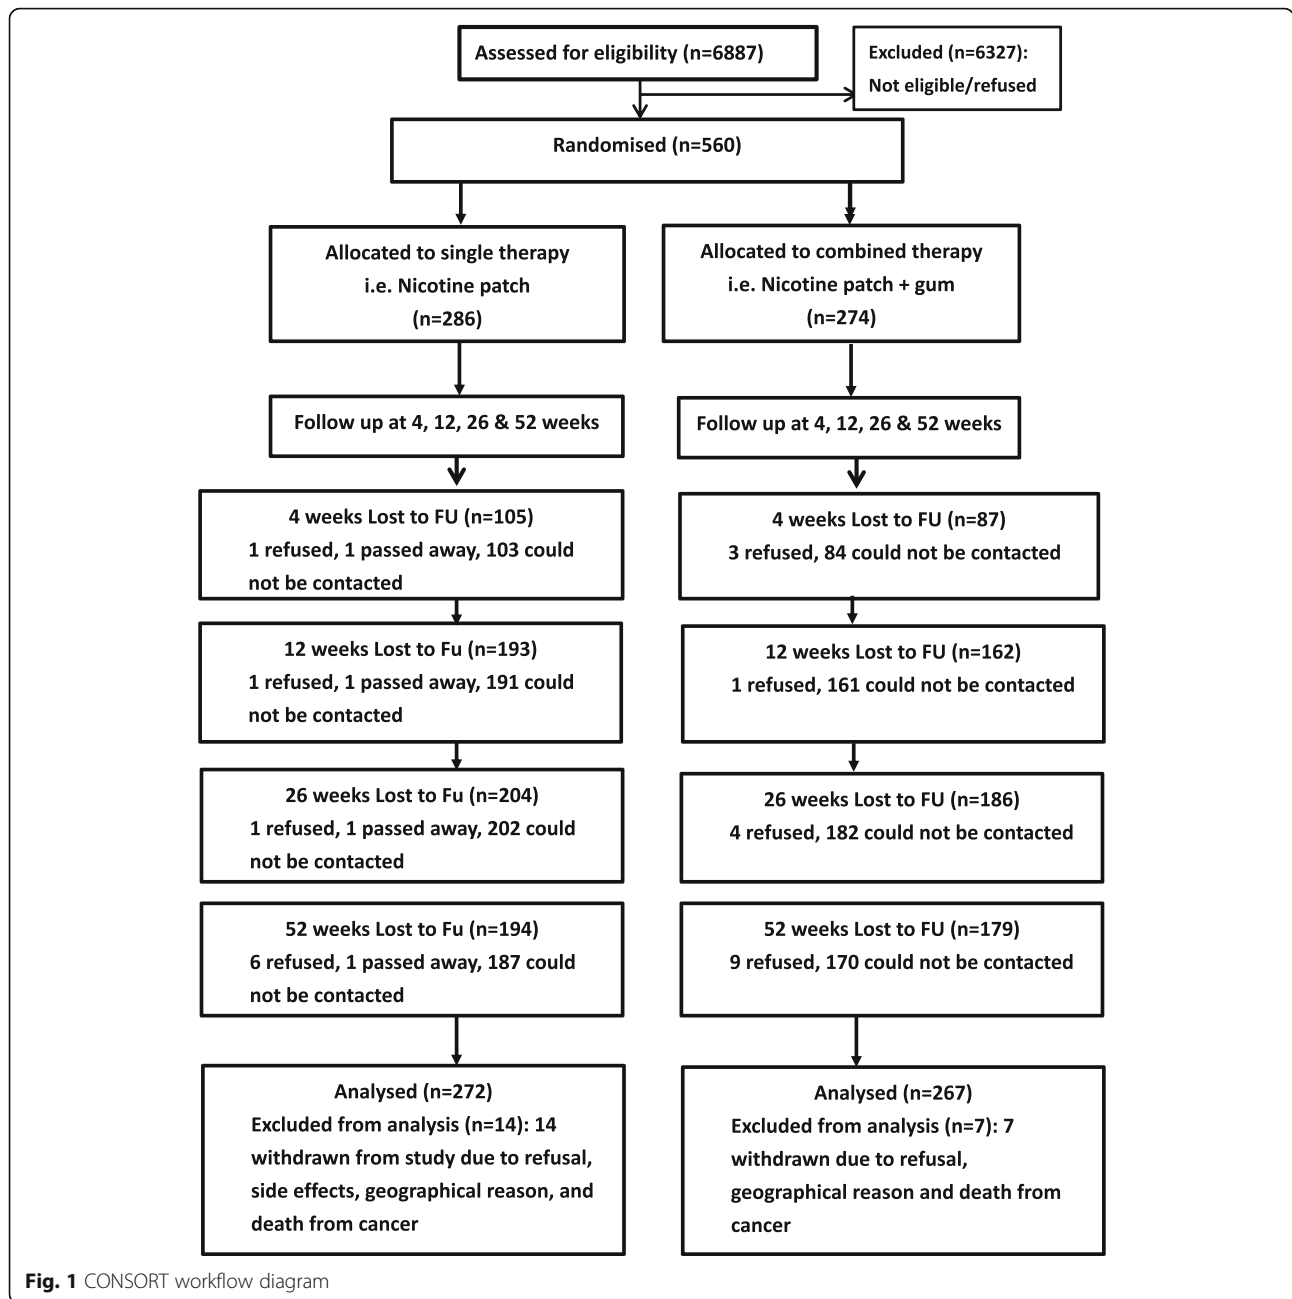 Assessed for eligibility (n=6887)
Excluded (n=6327):
Not eligible/refused
Randomised (n=560)
Allocated to single therapy
i.e. Nicotine patch
(n=286)
Allocated to combined therapy
i.e. Nicotine patch + gum
(n=274)
Follow up at 4, 12, 26 & 52 weeks
Follow up at 4, 12, 26 & 52 weeks
4 weeks Lost to FU (n=105)
1 refused, 1 passed away, 103 could
not be contacted
4 weeks Lost to FU (n=87)
3 refused, 84 could not be contacted
12 weeks Lost to Fu (n=193)
1 refused, 1 passed away, 191 could
not be contacted
12 weeks Lost to FU (n=162)
1 refused, 161 could not be contacted
26 weeks Lost to Fu (n=204)
1 refused, 1 passed away, 202 could
not be contacted
26 weeks Lost to FU (n=186)
4 refused, 182 could not be contacted
52 weeks Lost to Fu (n=194)
6 refused, 1 passed away, 187 could
not be contacted
52 weeks Lost to FU (n=179)
9 refused, 170 could not be contacted
Analysed (n=272)
Excluded from analysis (n=14): 14
withdrawn from study due to refusal,
side effects, geographical reason, and
death from cancer
Analysed (n=267)
Excluded from analysis (n=7): 7
withdrawn due to refusal,
geographical reason and death from
cancer
Fig. 1 CONSORT workflow diagram